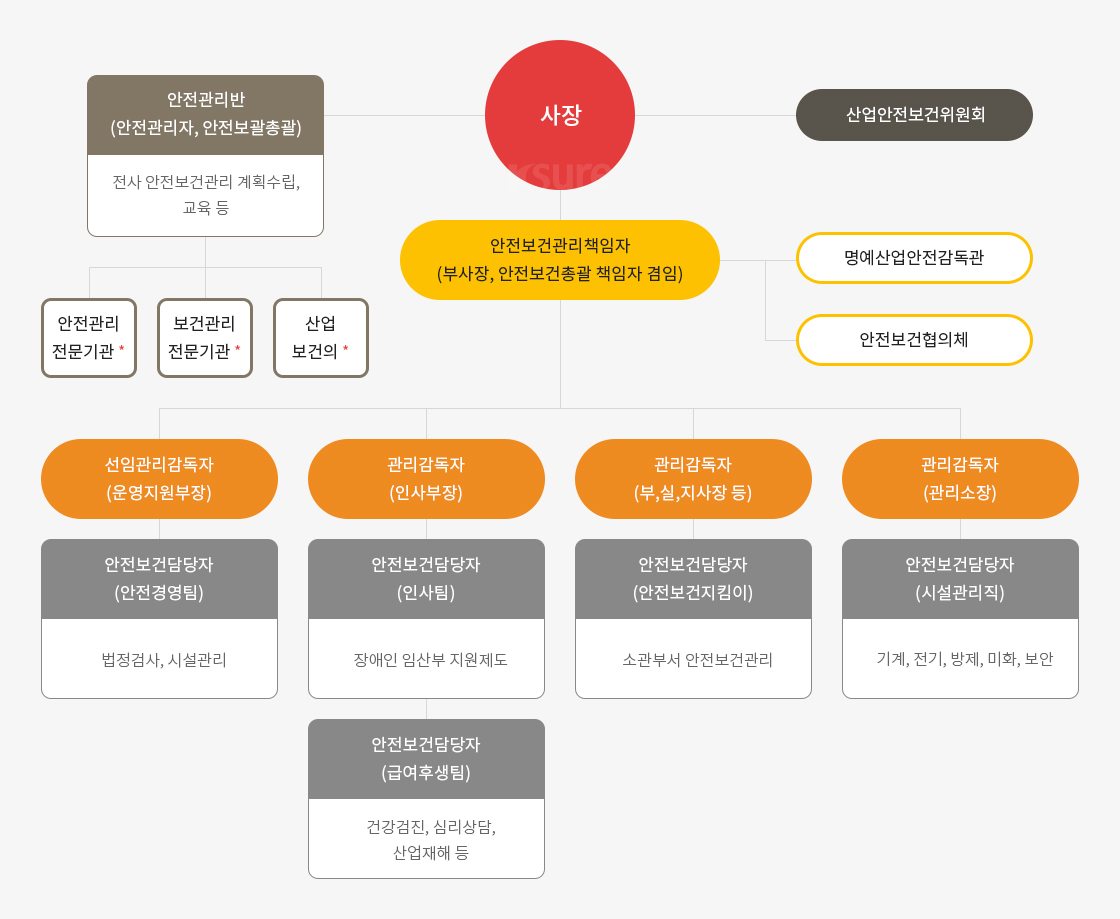 사장
안전관리반
(안전관리자, 안전보괄총괄)
전사 안전보건관리 계획수립,
교육 등
산업안전보건위원회
안전보건관리책임자
(부사장, 안전보건총괄 책임자 겸임)
명예산업안전감독관
안전보건협의체
안전관리
전문기관 *
보건관리
전문기관 *
산업
보건의 *
선임관리감독자
(운영지원부장)
안전보건담당자
(안전경영팀)
법정검사, 시설관리
관리감독자
(인사부장)
안전보건담당자
(인사팀)
장애인 임산부 지원제도
안전보건담당자
(급여후생팀)
건강검진, 심리상담,
산업재해 등
관리감독자
(부,실,지사장 등)
안전보건담당자
(안전보건지킴이)
소관부서 안전보건관리
관리감독자
(관리소장)
안전보건담당자
(시설관리직)
기계, 전기, 방제, 미화, 보안